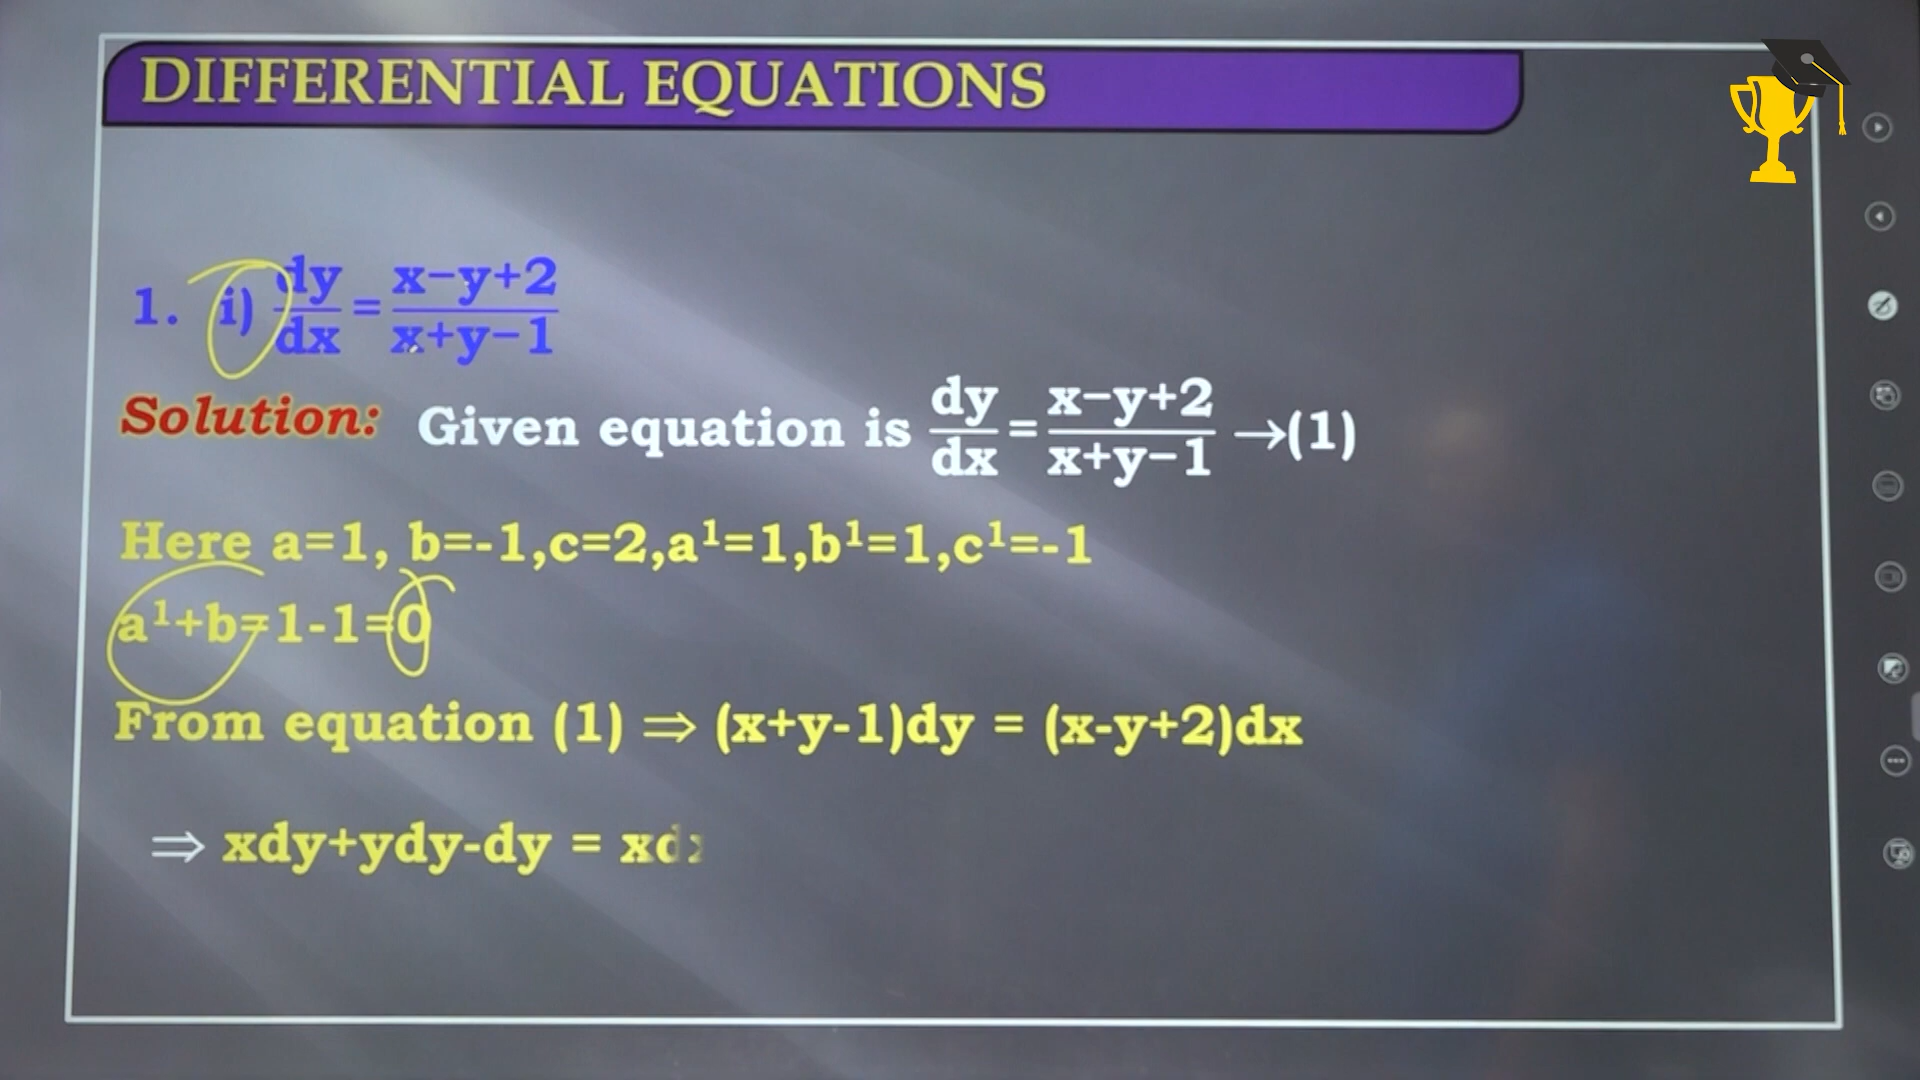 DIFFERENTIAL EQUATIONS
1. i) dy/dx = x−y+2/x+y−1
Solution: Given equation is dy/dx = x−y+2/x+y−1 →(1)
Here a=1, b=-1,c=2,a¹=1,b¹=1,c¹=-1
a¹+b=1-1=0
From equation (1) ⇒ (x+y-1)dy = (x-y+2)dx
⇒ xdy+ydy-dy = xdx